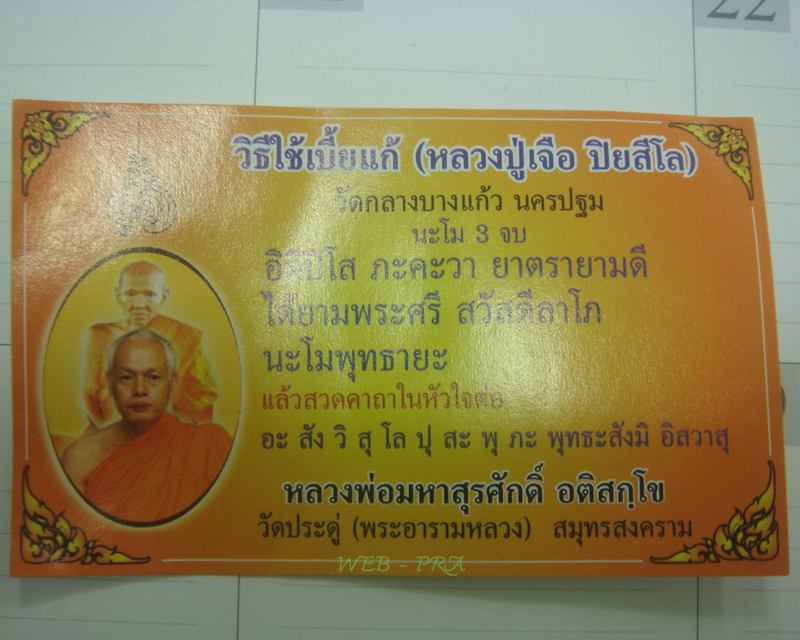 22
วิธีใช้เบี้ยแก้ (หลวงปู่เจือ ปิยสีโล)
วัดกลางบางแก้ว นครปฐม
นะโม 3 จบ
อิติปิโส ภะคะวา ยาตรายามดี
ได้ยามพระศรี สวัสดีลาโภ
นะโมพุทธายะ
แล้วสวดคาถาในหัวใจต่อ
อะ สัง วิ สุ โล ปุ สะ พุ ภะ พุทธะสังมิ อิสวาสุ
หลวงพ่อมหาสุรศักดิ์ อติสกฺโข
วัดประดู่ (พระอารามหลวง) สมุทรสงคราม
WEB - PRA